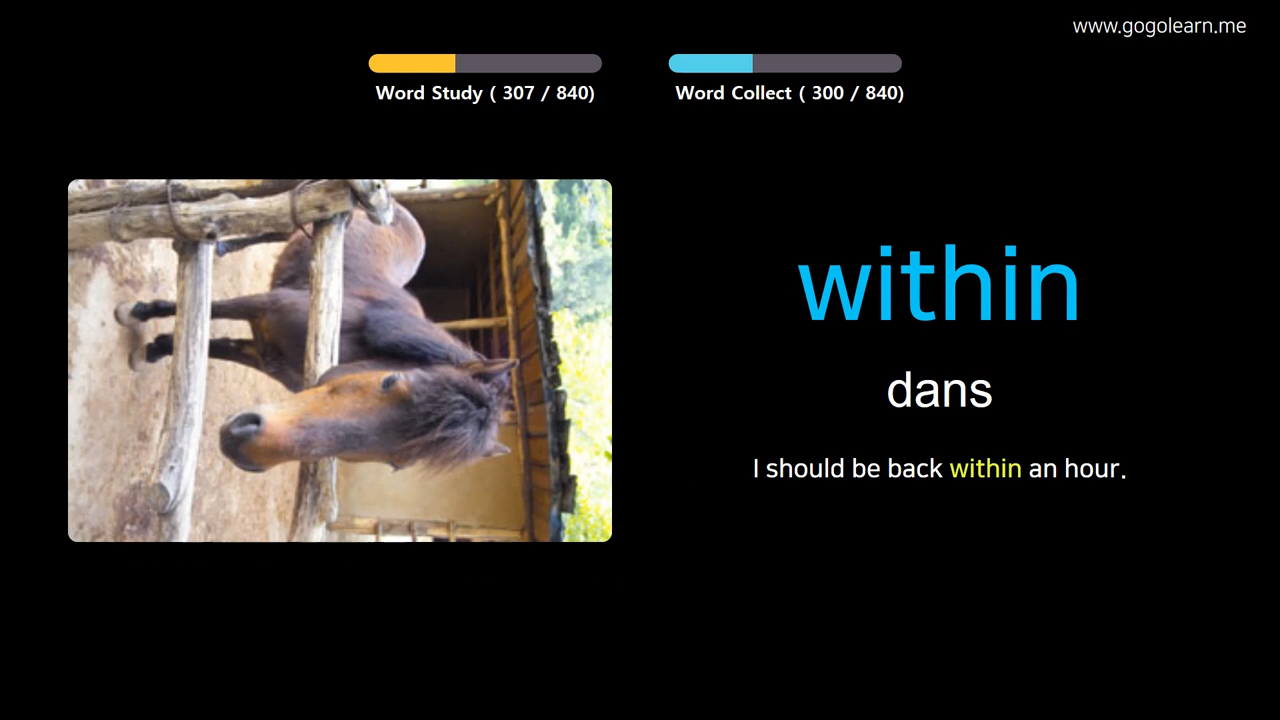 www.gogolearn.me
Word Study ( 307 / 840)
Word Collect ( 300 / 840)
within
dans
I should be back within an hour.